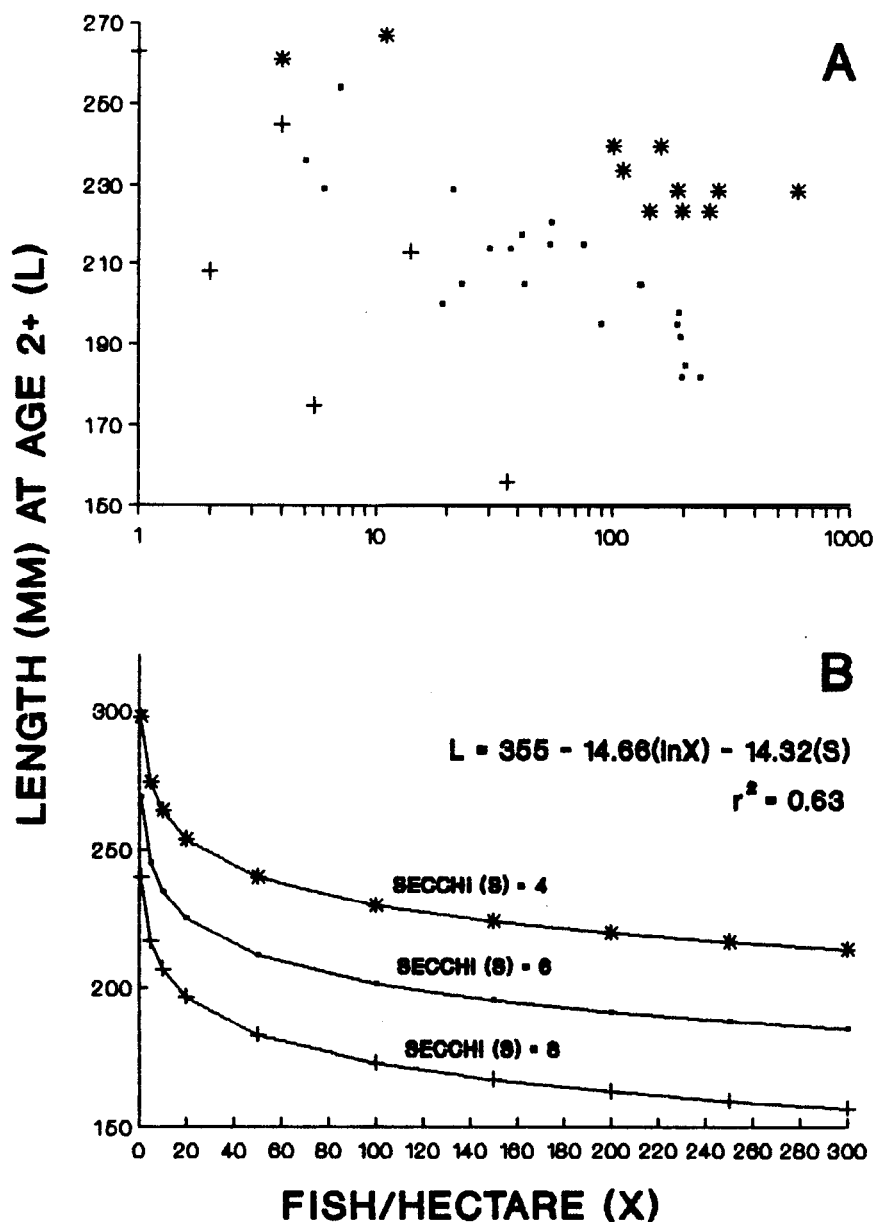 LENGTH (MM) AT AGE 2+ (L)
A
270
250
230
210
190
170
150
1 10 100 1000
B
300
250
200
150
L = 355 - 14.66(lnX) - 14.32(S)
r² = 0.63
SECCHI (S) = 4
SECCHI (S) = 6
SECCHI (S) = 8
0 20 40 60 80 100 120 140 160 180 200 220 240 260 280 300
FISH/HECTARE (X)